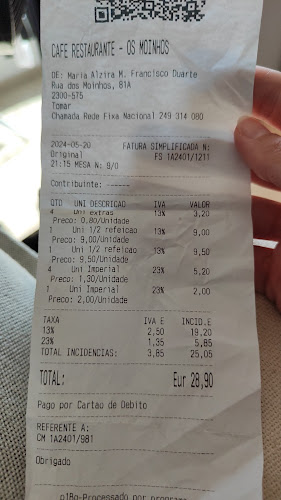 CAFE RESTAURANTE - OS MOINHOS
DE: Maria Alzira M. Francisco Duarte
Rua dos Moinhos, 81A
2300-575
Tomar
Chamada Rede Fixa Nacional 249 314 080
2024-05-20 FATURA SIMPLIFICADA N:
Original FS 1A2401/1211
21:15 MESA N: 9/0
Contribuinte: ------
QTD UNI DESCRICAO IVA VALOR
4 Uni extras 13% 3,20
Preco: 0,80/Unidade
1 Uni 1/2 refeicao 13% 9,00
Preco: 9,00/Unidade
1 Uni 1/2 refeicao 13% 9,50
Preco: 9,50/Unidade
4 Uni Imperial 23% 5,20
Preco: 1,30/Unidade
1 Uni Imperial 23% 2,00
Preco: 2,00/Unidade
TAXA IVA E INCID.E
13% 2,50 19,20
23% 1,35 5,85
TOTAL INCIDENCIAS: 3,85 25,05
TOTAL: Eur 28,90
Pago por Cartao de Debito
REFERENTE A:
CM 1A2401/981
Obrigado
o1Bo-Processado por programa